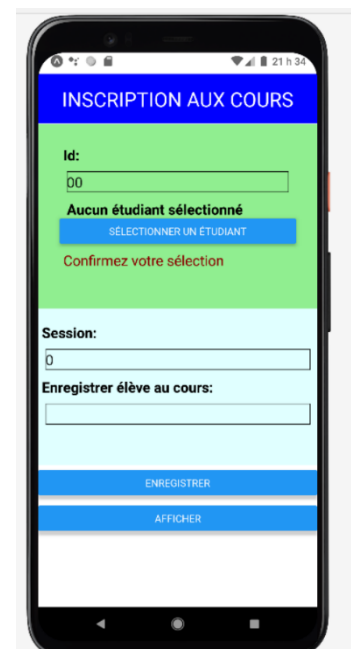 21 h 34
INSCRIPTION AUX COURS
Id:
00
Aucun étudiant sélectionné
SÉLECTIONNER UN ÉTUDIANT
Confirmez votre sélection
Session:
0
Enregistrer élève au cours:
ENREGISTRER
AFFICHER